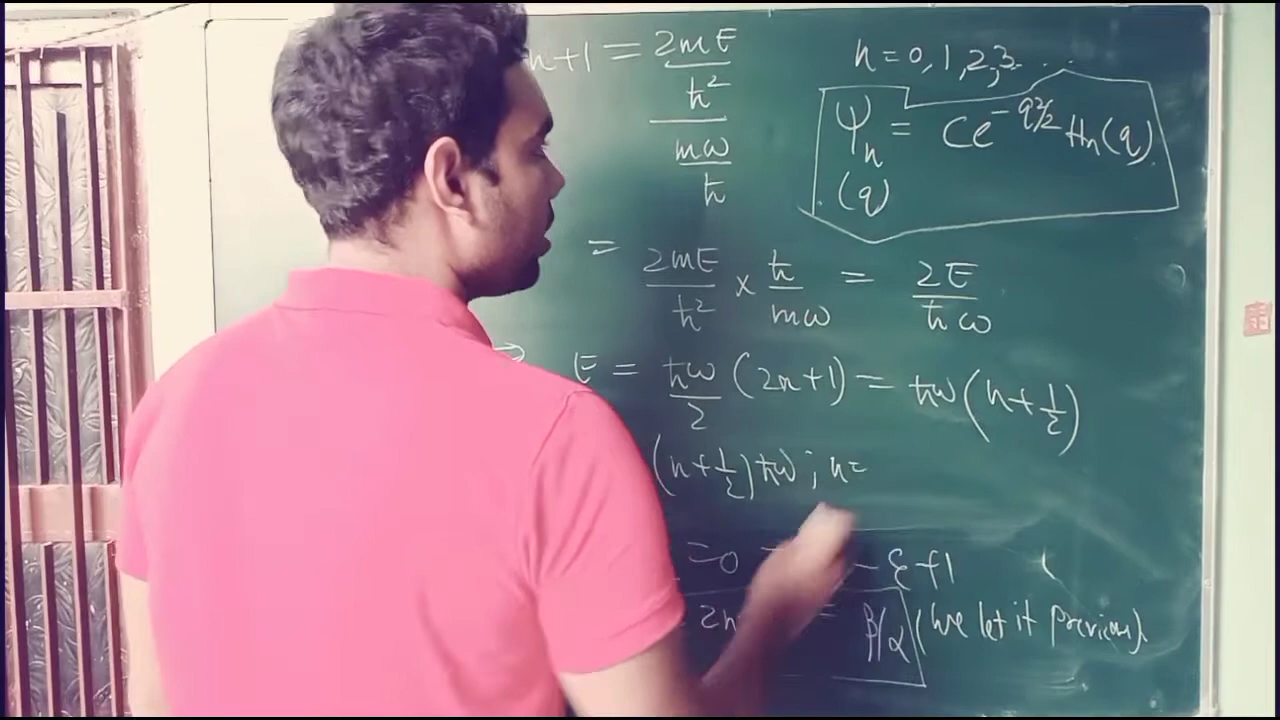 n+1 = 2mE/ħ² / mω/ħ
n = 0, 1, 2, 3 . . .
ψn(q) = Ce^-q²/2 Hn(q).
= 2mE/ħ² × ħ/mω = 2E/ħω
⇒ E = ħω/2 (2n+1) = ħω(n+1/2)
(n+1/2)ħω ; n=
=0
- ε+1
2n = β/α (We let it previous).